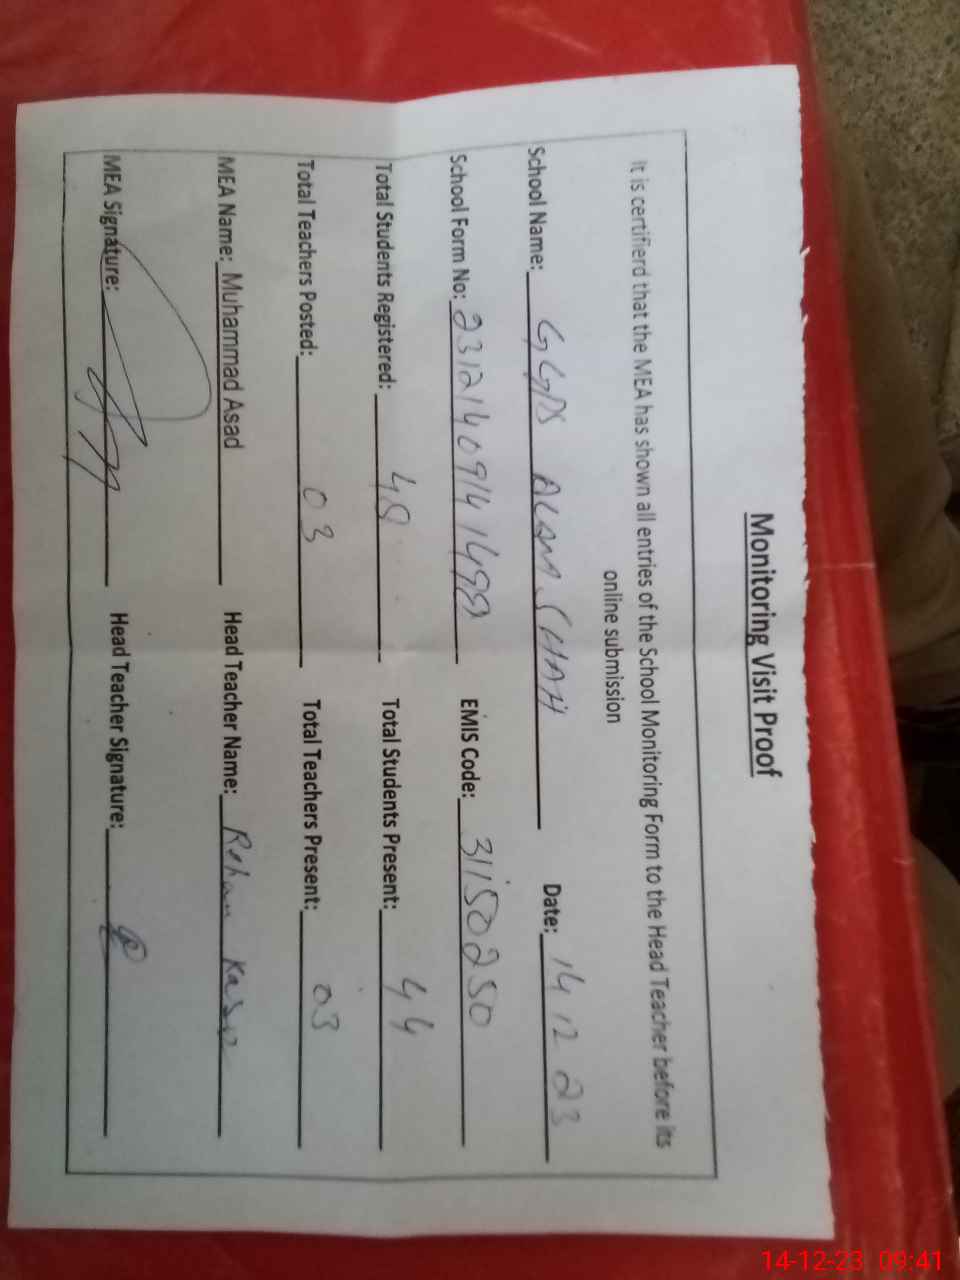 Monitoring Visit Proof
It is certifierd that the MEA has shown all entries of the School Monitoring Form to the Head Teacher before its
online submission
School Name: GGPS ALAM SHAH Date: 14 12 23
School Form No: EMIS Code: 31150250
Total Students Registered: 48 Total Students Present: 44
Total Teachers Posted: 03 Total Teachers Present: 03
MEA Name: Muhammad Asad Head Teacher Name: Rehan
MEA Signature: Head Teacher Signature:
14-12-23 09:41